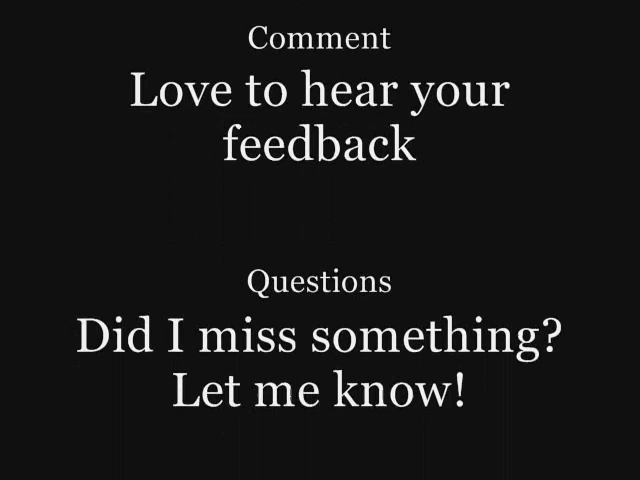 Comment
Love to hear your
feedback
Questions
Did I miss something?
Let me know!